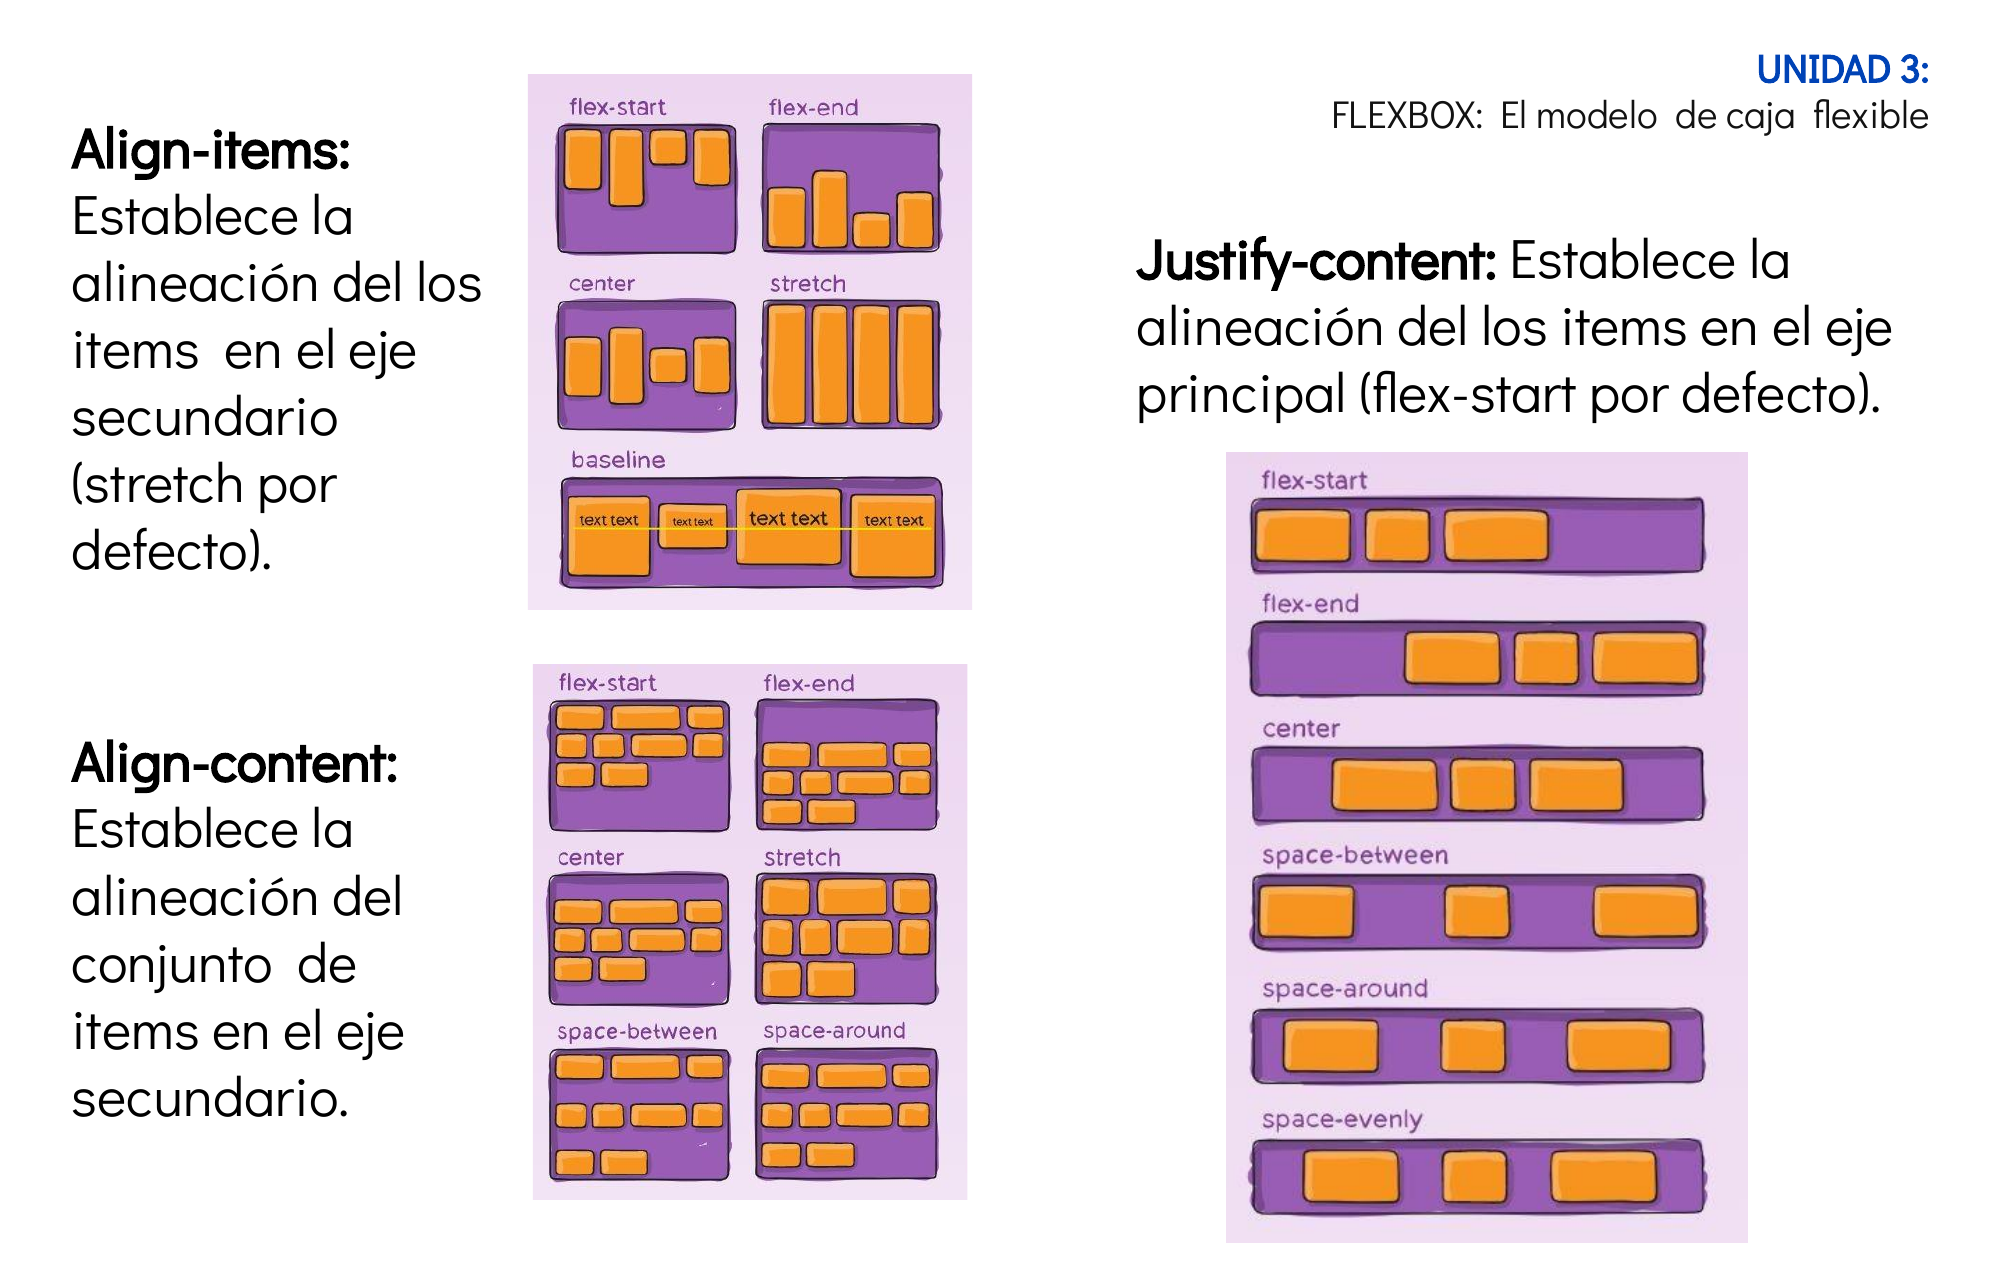 UNIDAD 3:
FLEXBOX: El modelo de caja flexible
Align-items:
Establece la
alineación del los
items en el eje
secundario
(stretch por
defecto).
flex-start flex-end
center stretch
baseline
text text text text text text text text
Align-content:
Establece la
alineación del
conjunto de
items en el eje
secundario.
flex-start flex-end
center stretch
space-between space-around
Justify-content: Establece la
alineación del los items en el eje
principal (flex-start por defecto).
flex-start
flex-end
center
space-between
space-around
space-evenly